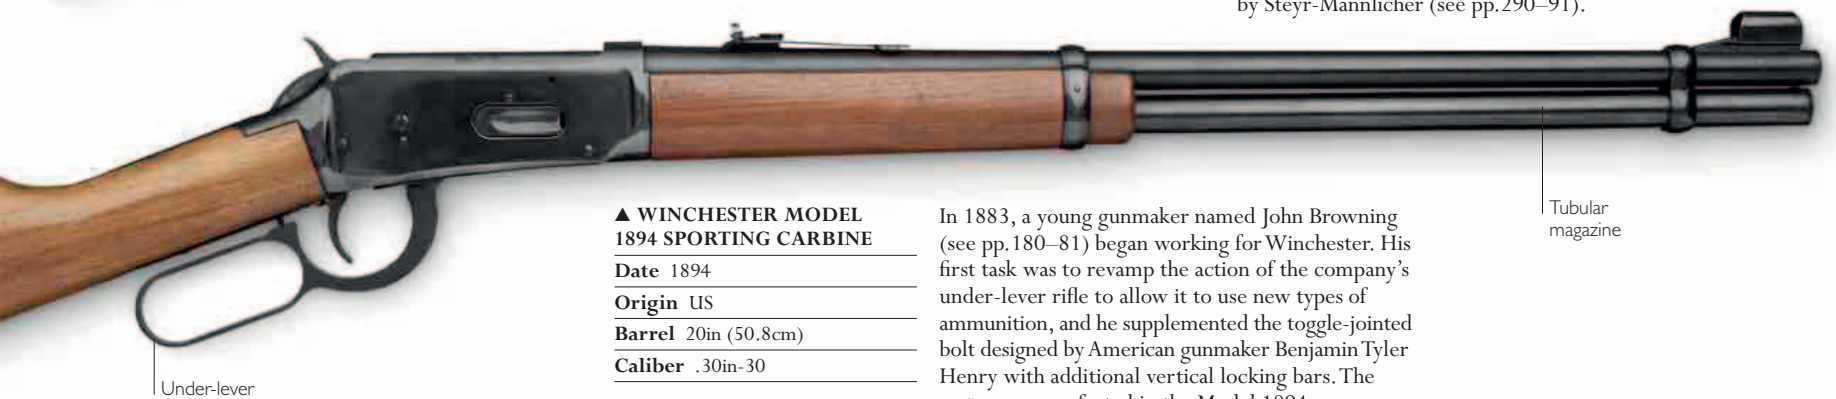 by Steyr-Mannlicher (see pp.290–91).
▲ WINCHESTER MODEL
1894 SPORTING CARBINE
Date 1894
Origin US
Barrel 20in (50.8cm)
Caliber .30in-30
In 1883, a young gunmaker named John Browning
(see pp.180–81) began working for Winchester. His
first task was to revamp the action of the company's
under-lever rifle to allow it to use new types of
ammunition, and he supplemented the toggle-jointed
bolt designed by American gunmaker Benjamin Tyler
Henry with additional vertical locking bars. The
Tubular
magazine
Under-lever